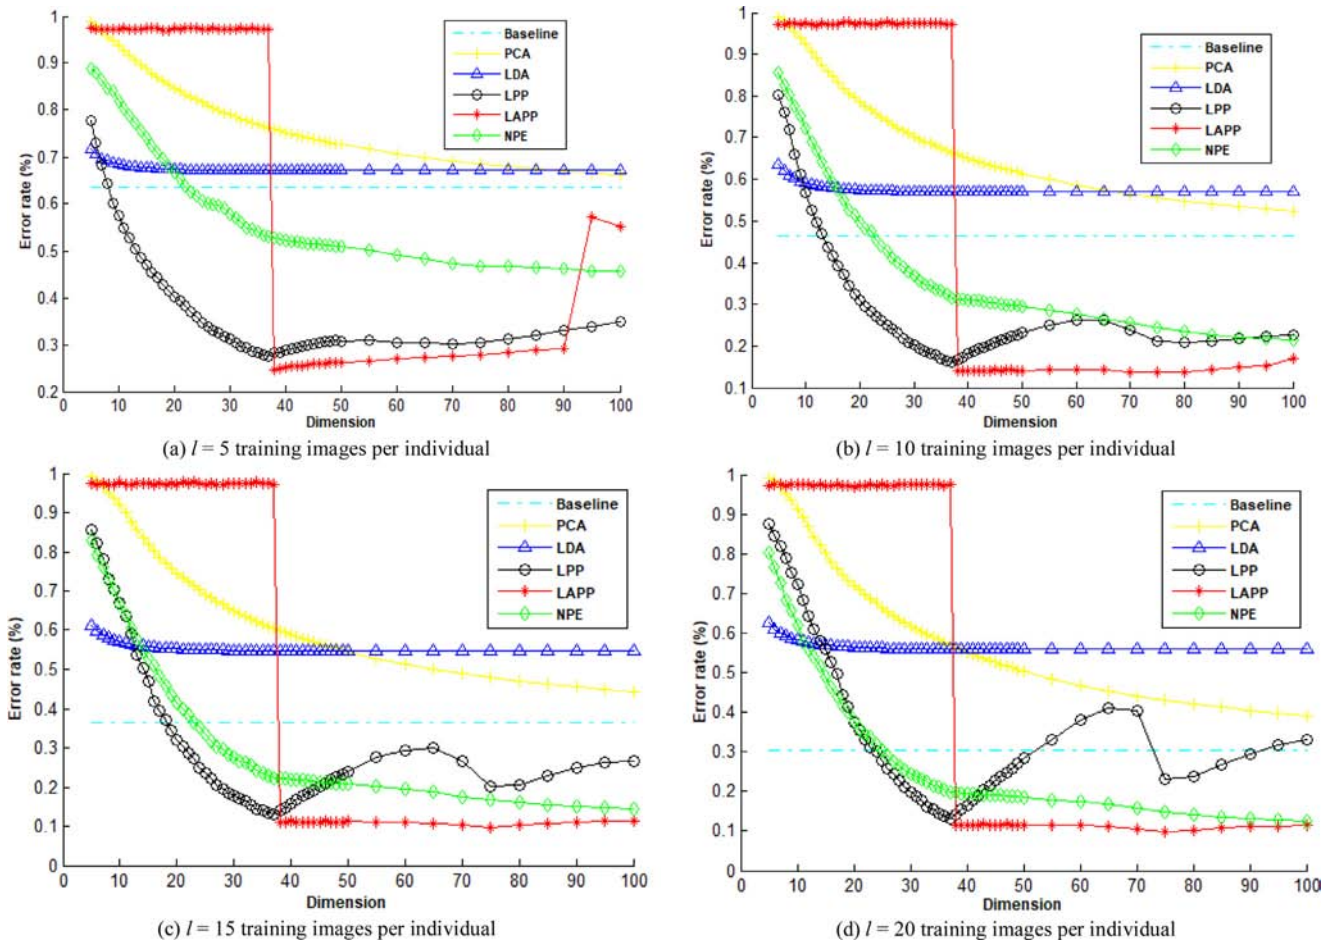 Error rate (%)
1
0.9
0.8
0.7
0.6
0.5
0.4
0.3
0.2
0 10 20 30 40 50 60 70 80 90 100
Dimension
Baseline
PCA
LDA
LPP
LAPP
NPE
(a) l = 5 training images per individual
Error rate (%)
1
0.9
0.8
0.7
0.6
0.5
0.4
0.3
0.2
0.1
0 10 20 30 40 50 60 70 80 90 100
Dimension
Baseline
PCA
LDA
LPP
LAPP
NPE
(b) l = 10 training images per individual
Error rate (%)
1
0.9
0.8
0.7
0.6
0.5
0.4
0.3
0.2
0.1
0
0 10 20 30 40 50 60 70 80 90 100
Dimension
Baseline
PCA
LDA
LPP
LAPP
NPE
(c) l = 15 training images per individual
Error rate (%)
1
0.9
0.8
0.7
0.6
0.5
0.4
0.3
0.2
0.1
0
0 10 20 30 40 50 60 70 80 90 100
Dimension
Baseline
PCA
LDA
LPP
LAPP
NPE
(d) l = 20 training images per individual